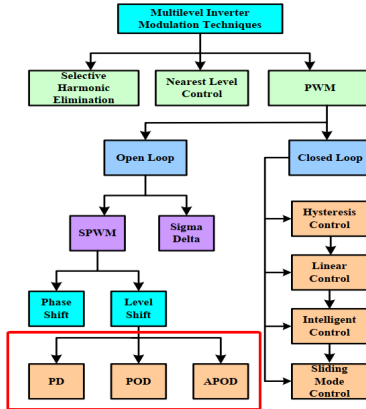 Multilevel Inverter
Modulation Techniques
Selective
Harmonic
Elimination
Nearest Level
Control
PWM
Open Loop
Closed Loop
SPWM
Sigma
Delta
Hysteresis
Control
Linear
Control
Phase
Shift
Level
Shift
Intelligent
Control
PD
POD
APOD
Sliding
Mode
Control